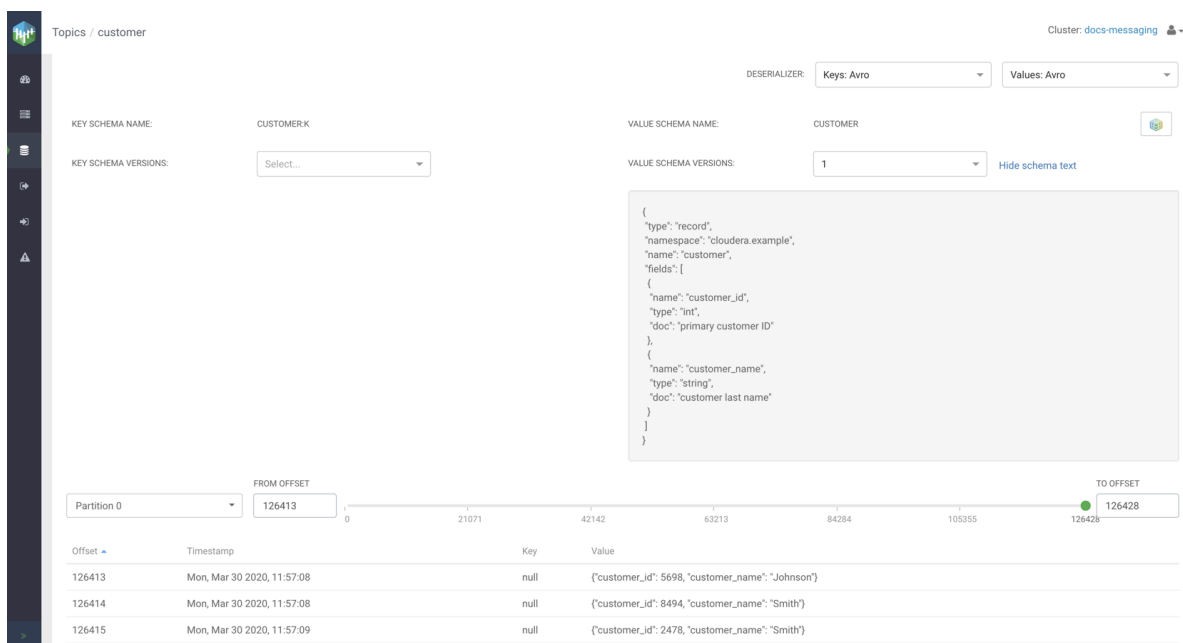 Topics / customer
Cluster: docs-messaging
DESERIALIZER: Keys: Avro Values: Avro
KEY SCHEMA NAME: CUSTOMER:K VALUE SCHEMA NAME: CUSTOMER
KEY SCHEMA VERSIONS: Select... VALUE SCHEMA VERSIONS: 1 Hide schema text
{
"type": "record",
"namespace": "cloudera.example",
"name": "customer",
"fields": [
{
"name": "customer_id",
"type": "int",
"doc": "primary customer ID"
},
{
"name": "customer_name",
"type": "string",
"doc": "customer last name"
}
]
}
FROM OFFSET TO OFFSET
Partition 0 126413 126428
0 21071 42142 63213 84284 105355 126428
Offset Timestamp Key Value
126413 Mon, Mar 30 2020, 11:57:08 null {"customer_id": 5698, "customer_name": "Johnson"}
126414 Mon, Mar 30 2020, 11:57:08 null {"customer_id": 8494, "customer_name": "Smith"}
126415 Mon, Mar 30 2020, 11:57:09 null {"customer_id": 2478, "customer_name": "Smith"}